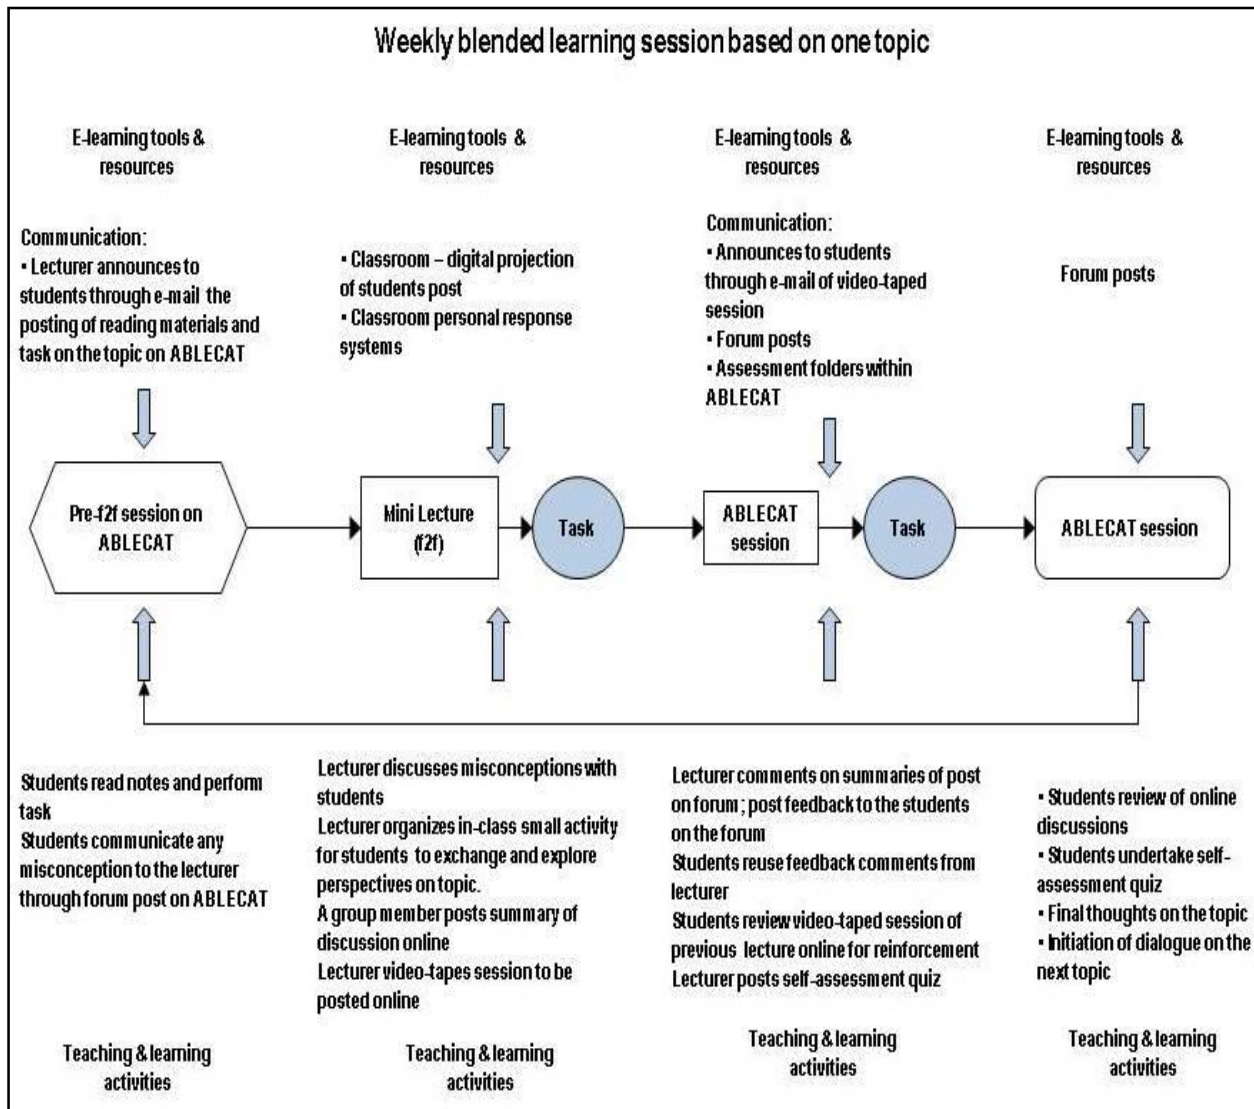 Weekly blended learning session based on one topic
E-learning tools &
resources
E-learning tools &
resources
E-learning tools &
resources
E-learning tools &
resources
Communication:
▪ Lecturer announces to
students through e-mail the
posting of reading materials and
task on the topic on ABLECAT
▪ Classroom – digital projection
of students post
▪ Classroom personal response
systems
Communication:
▪ Announces to students
through e-mail of video-taped
session
▪ Forum posts
▪ Assessment folders within
ABLECAT
Forum posts
Pre-f2f session on
ABLECAT
Mini Lecture
(f2f)
Task
ABLECAT
session
Task
ABLECAT session
Students read notes and perform
task
Students communicate any
misconception to the lecturer
through forum post on ABLECAT
Lecturer discusses misconceptions with
students
Lecturer organizes in-class small activity
for students to exchange and explore
perspectives on topic.
A group member posts summary of
discussion online
Lecturer video-tapes session to be
posted online
Lecturer comments on summaries of post
on forum; post feedback to the students
on the forum
Students reuse feedback comments from
lecturer
Students review video-taped session of
previous lecture online for reinforcement
Lecturer posts self-assessment quiz
▪ Students review of online
discussions
▪ Students undertake self-
assessment quiz
▪ Final thoughts on the topic
▪ Initiation of dialogue on the
next topic
Teaching & learning
activities
Teaching & learning
activities
Teaching & learning
activities
Teaching & learning
activities